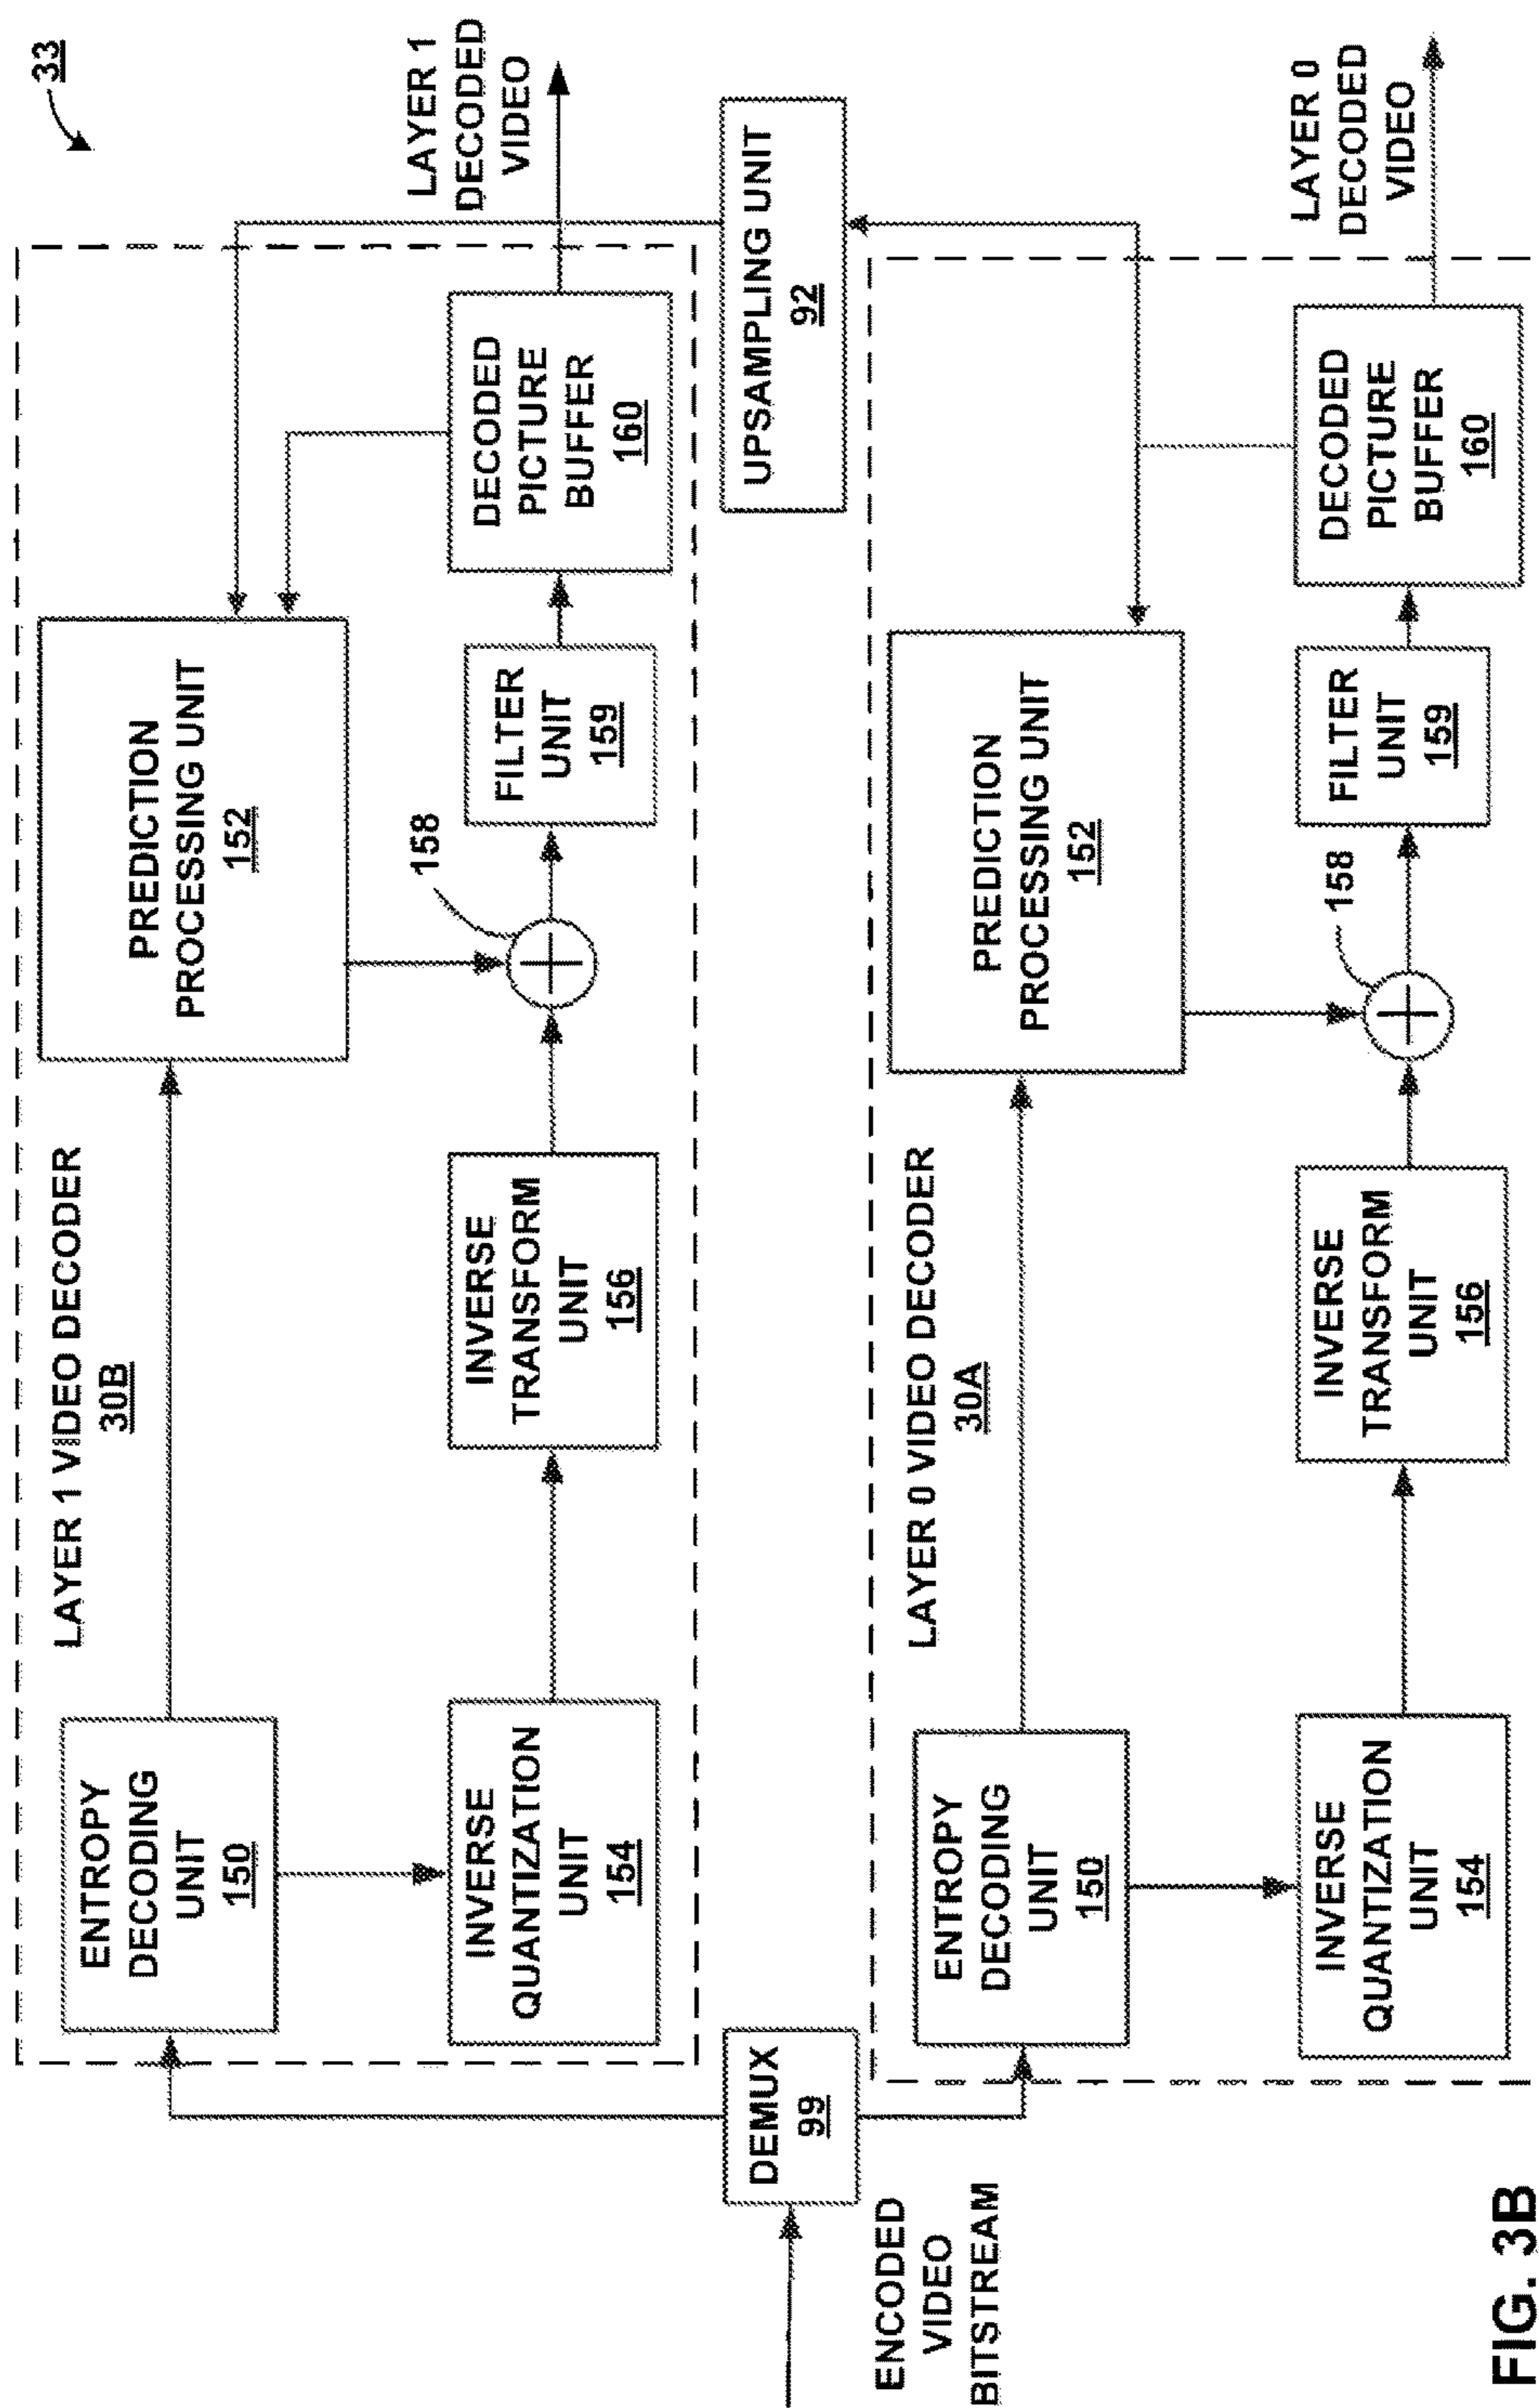 33
LAYER 1 VIDEO DECODER
30B
ENTROPY
DECODING
UNIT
150
PREDICTION
PROCESSING UNIT
152
INVERSE
QUANTIZATION
UNIT
154
INVERSE
TRANSFORM
UNIT
156
158
FILTER
UNIT
159
DECODED
PICTURE
BUFFER
160
LAYER 1
DECODED
VIDEO
DEMUX
99
ENCODED
VIDEO
BITSTREAM
UPSAMPLING UNIT
92
LAYER 0 VIDEO DECODER
30A
ENTROPY
DECODING
UNIT
150
PREDICTION
PROCESSING UNIT
152
INVERSE
QUANTIZATION
UNIT
154
INVERSE
TRANSFORM
UNIT
156
158
FILTER
UNIT
159
DECODED
PICTURE
BUFFER
160
LAYER 0
DECODED
VIDEO
FIG. 3B